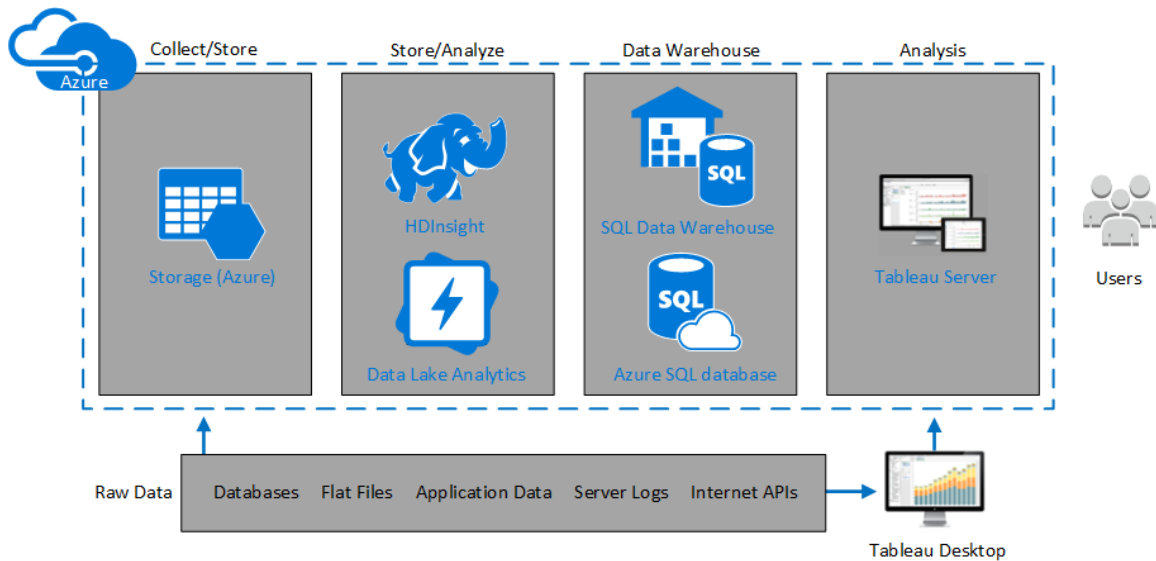 Collect/Store
Store/Analyze
Data Warehouse
Analysis
Azure
Storage (Azure)
HDInsight
Data Lake Analytics
SQL
SQL Data Warehouse
SQL
Azure SQL database
Tableau Server
Users
Raw Data
Databases
Flat Files
Application Data
Server Logs
Internet APIs
Tableau Desktop